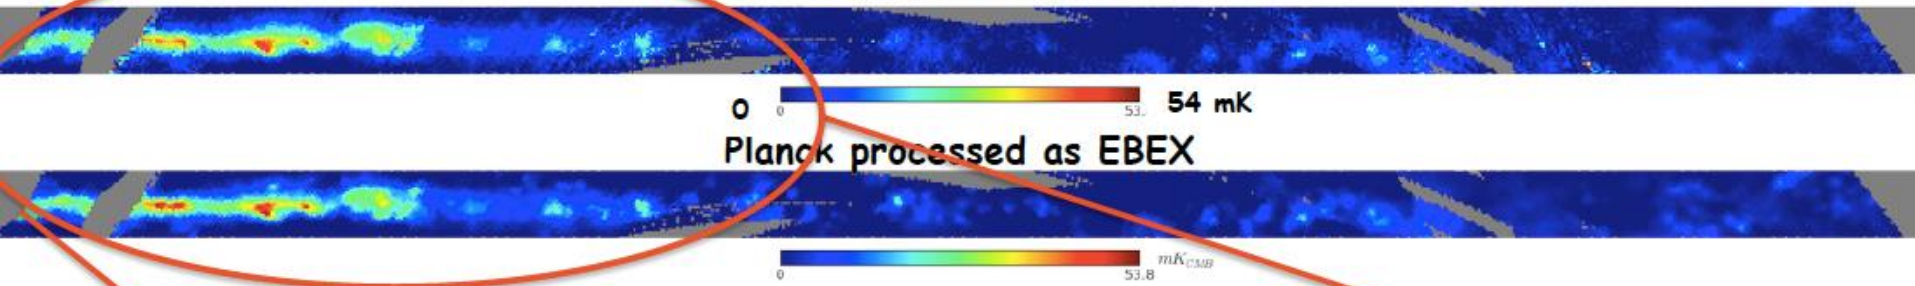 0 0 53. 54 mK
Planck processed as EBEX
0 53.8 mK_CMB